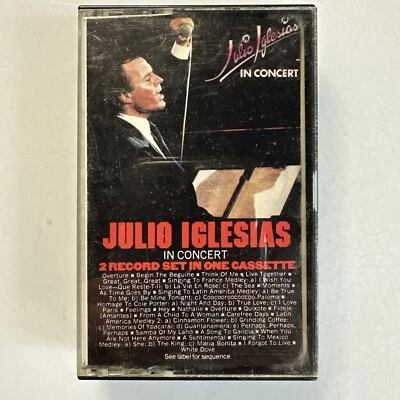 Julio Iglesias
IN CONCERT
JULIO IGLESIAS
IN CONCERT
2 RECORD SET IN ONE CASSETTE
Overture • Begin The Beguine • Think Of Me • Live Together •
Great, Great, Great • Singing To France Medley: a) I Wish You
Love—Que Reste-Til; b) La Vie En Rose; c) The Sea • Moments •
As Time Goes By • Singing To Latin America Medley: a) Be True
To Me; b) Be Mine Tonight; c) Coocooroocoocoo-Paloma •
Homage To Cole Porter: a) Night And Day; b) True Love; c) I Love
Paris • Feelings • Hey • Nathalie • Overture • Quixote • Fidele
(Amantes) • From A Child To A Woman • Carefree Days • Latin
America Medley 2: a) Cinnamon Flower; b) Grinding Coffee;
c) Memories Of Ypacarai; d) Guantanamera; e) Perhaps, Perhaps,
Perhaps • Samba Of My Land • A Song To Galicia • When You
Are Not Here Anymore • A Sentimental • Singing To Mexico
Medley: a) She; b) The King; c) Maria Bonita • I Forgot To Live •
White Dove
See label for sequence